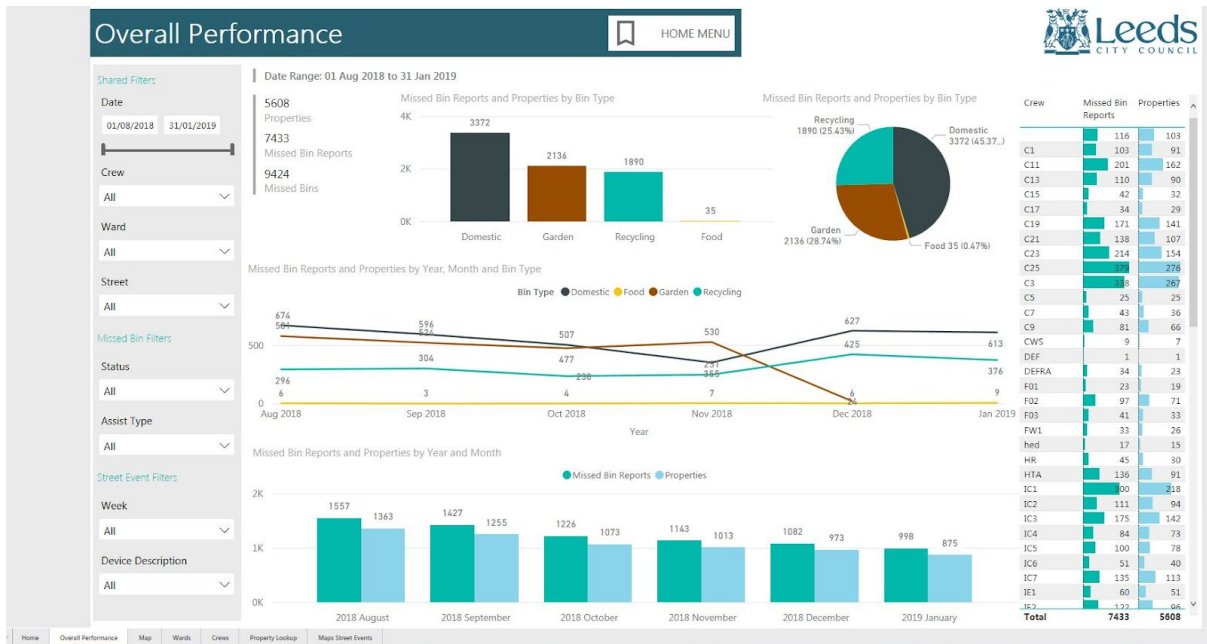 Overall Performance
HOME MENU
Leeds
CITY COUNCIL
Shared Filters
Date
01/08/2018 31/01/2019
Crew
All
Ward
All
Street
All
Missed Bin Filters
Status
All
Assist Type
All
Street Event Filters
Week
All
Device Description
All
Date Range: 01 Aug 2018 to 31 Jan 2019
5608
Properties
7433
Missed Bin Reports
9424
Missed Bins
Missed Bin Reports and Properties by Bin Type
4K
2K
0K
3372
2136
1890
35
Domestic Garden Recycling Food
Missed Bin Reports and Properties by Bin Type
Recycling
1890 (25.43%)
Domestic
3372 (45.37...)
Garden
2136 (28.74%)
Food 35 (0.47%)
Missed Bin Reports and Properties by Year, Month and Bin Type
Bin Type Domestic Food Garden Recycling
500
0
674
581
296
6
596
524
304
3
507
477
238
4
530
251
355
7
627
425
6
24
613
376
9
Aug 2018 Sep 2018 Oct 2018 Nov 2018 Dec 2018 Jan 2019
Year
Missed Bin Reports and Properties by Year and Month
Missed Bin Reports Properties
2K
1K
0K
1557 1363 1427 1255 1226 1073 1143 1013 1082 973 998 875
2018 August 2018 September 2018 October 2018 November 2018 December 2019 January
Crew Missed Bin Reports Properties
116 103
C1 103 91
C11 201 162
C13 110 90
C15 42 32
C17 34 29
C19 171 141
C21 138 107
C23 214 154
C25 379 276
C3 338 267
C5 25 25
C7 43 36
C9 81 66
CWS 9 7
DEF 1 1
DEFRA 34 23
F01 23 19
F02 97 71
F03 41 33
FW1 33 26
hed 17 15
HR 45 30
HTA 136 91
IC1 300 218
IC2 111 94
IC3 175 142
IC4 84 73
IC5 100 78
IC6 51 40
IC7 135 113
IE1 60 51
IE2 122 96
Total 7433 5608
Home Overall Performance Map Wards Crews Property Lookup Maps Street Events